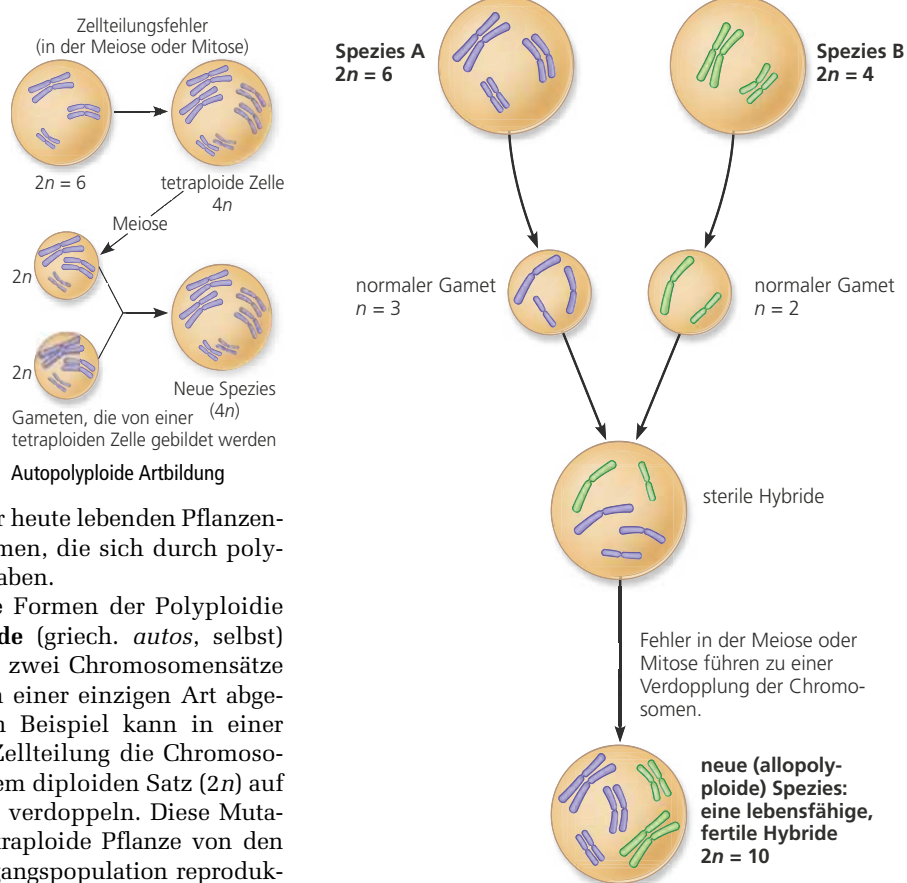 Zellteilungsfehler
(in der Meiose oder Mitose)
2n = 6
tetraploide Zelle
4n
Meiose
2n
2n
Neue Spezies
(4n)
Gameten, die von einer
tetraploiden Zelle gebildet werden
Autopolyploide Artbildung
r heute lebenden Pflanzen-
men, die sich durch poly-
aben.
e Formen der Polyploidie
de (griech. autos, selbst)
zwei Chromosomensätze
n einer einzigen Art abge-
n Beispiel kann in einer
Zellteilung die Chromoso-
em diploiden Satz (2n) auf
verdoppeln. Diese Muta-
traploide Pflanze von den
gangspopulation reproduk-
Spezies A
2n = 6
Spezies B
2n = 4
normaler Gamet
n = 3
normaler Gamet
n = 2
sterile Hybride
Fehler in der Meiose oder
Mitose führen zu einer
Verdopplung der Chromo-
somen.
neue (allopoly-
ploide) Spezies:
eine lebensfähige,
fertile Hybride
2n = 10